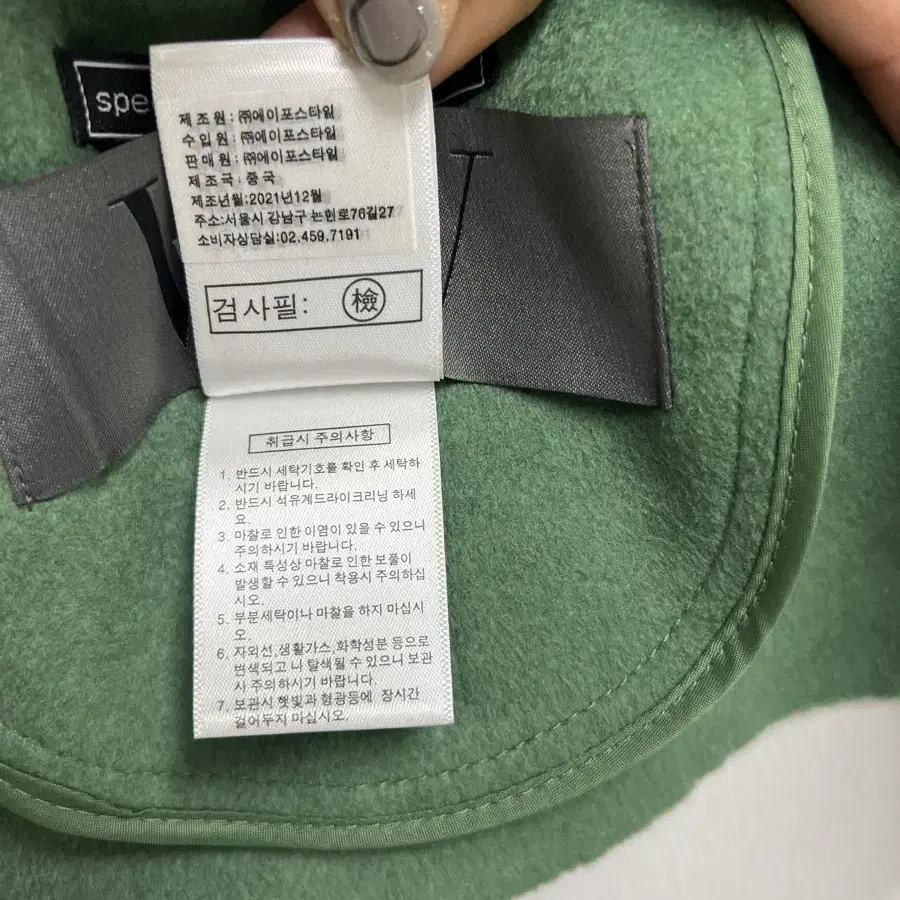 spe
제 조 원 : ㈜에이포스타일
수 입 원 : ㈜에이포스타일
판 매 원 : ㈜에이포스타일
제 조 국 : 중 국
제조년월:2021년12월
주소:서울시 강남구 논현로76길27
소비자상담실:02.459.7191
검사필: 檢
취급시 주의사항
1. 반드시 세탁기호를 확인 후 세탁하
시기 바랍니다.
2. 반드시 석유계드라이크리닝 하세
요.
3. 마찰로 인한 이염이 있을 수 있으니
주의하시기 바랍니다.
4. 소재 특성상 마찰로 인한 보풀이
발생할 수 있으니 착용시 주의하십
시오.
5. 부분세탁이나 마찰을 하지 마십시
오.
6. 자외선,생활가스,화학성분 등으로
변색되고 나 탈색될 수 있으니 보관
사 주의하시기 바랍니다.
7. 보관시 햇빛과 형광등에 장시간
걸어두지 마십시오.